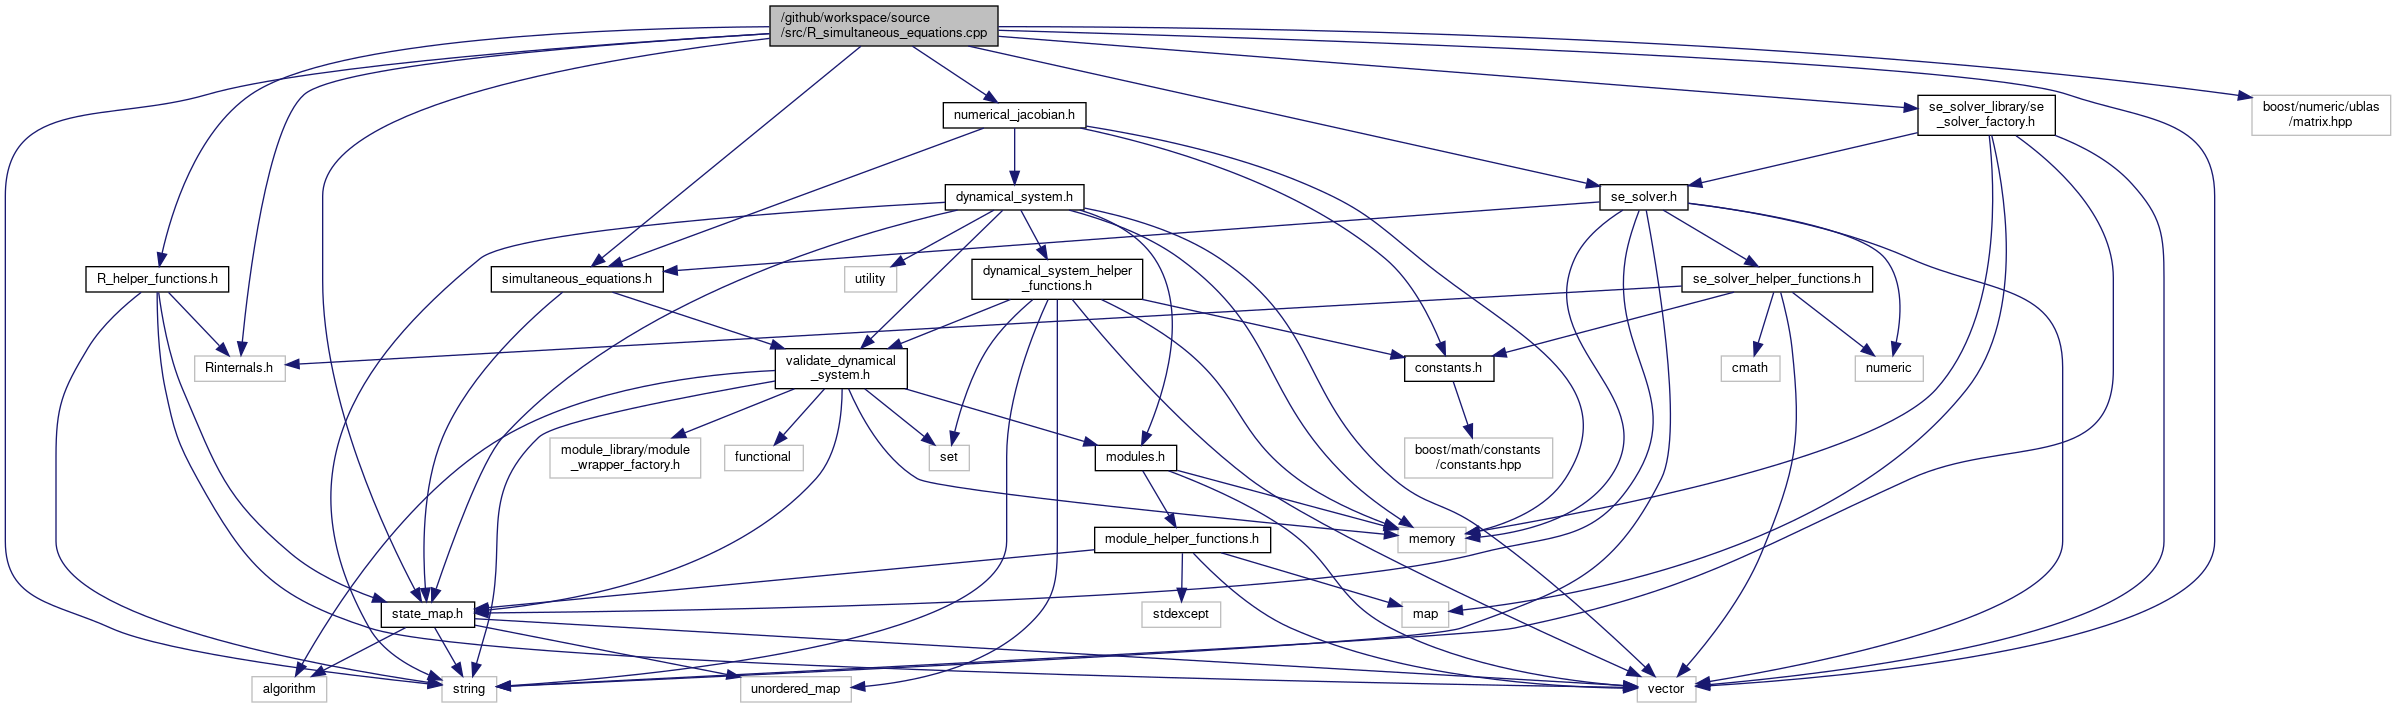 /github/workspace/source
/src/R_simultaneous_equations.cpp
numerical_jacobian.h
se_solver_library/se
_solver_factory.h
boost/numeric/ublas
/matrix.hpp
dynamical_system.h
se_solver.h
R_helper_functions.h
simultaneous_equations.h
utility
dynamical_system_helper
_functions.h
se_solver_helper_functions.h
Rinternals.h
validate_dynamical
_system.h
constants.h
cmath
numeric
module_library/module
_wrapper_factory.h
functional
set
modules.h
boost/math/constants
/constants.hpp
module_helper_functions.h
memory
state_map.h
stdexcept
map
algorithm
string
unordered_map
vector